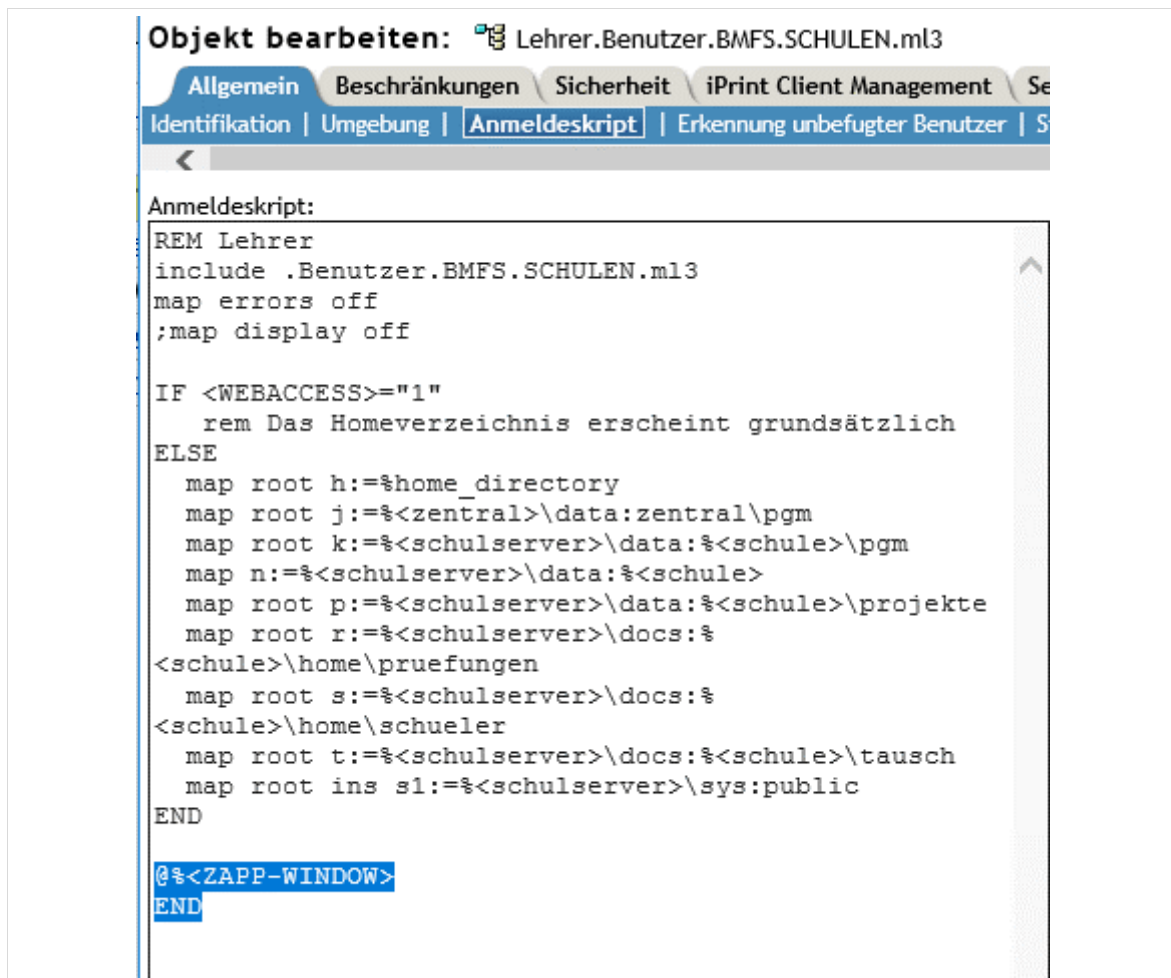 Objekt bearbeiten: Lehrer.Benutzer.BMFS.SCHULEN.ml3
Allgemein Beschränkungen Sicherheit iPrint Client Management Se
Identifikation | Umgebung | Anmeldeskript | Erkennung unbefugter Benutzer | S
Anmeldeskript:
REM Lehrer
include .Benutzer.BMFS.SCHULEN.ml3
map errors off
;map display off
IF <WEBACCESS>="1"
rem Das Homeverzeichnis erscheint grundsätzlich
ELSE
map root h:=%home_directory
map root j:=%<zentral>\data:zentral\pgm
map root k:=%<schulserver>\data:%<schule>\pgm
map n:=%<schulserver>\data:%<schule>
map root p:=%<schulserver>\data:%<schule>\projekte
map root r:=%<schulserver>\docs:%
<schule>\home\pruefungen
map root s:=%<schulserver>\docs:%
<schule>\home\schueler
map root t:=%<schulserver>\docs:%<schule>\tausch
map root ins s1:=%<schulserver>\sys:public
END
@%<ZAPP-WINDOW>
END